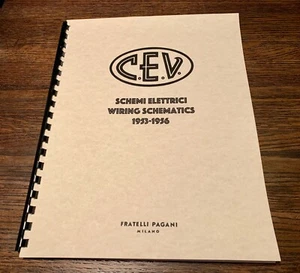 C.E.V.
SCHEMI ELETTRICI
WIRING SCHEMATICS
1953-1956
FRATELLI PAGANI
MILANO